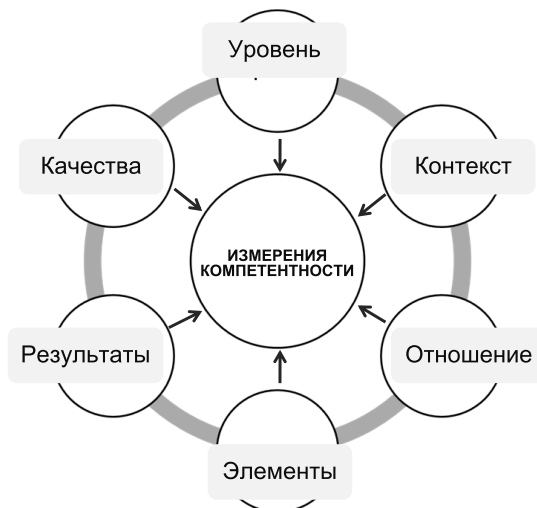 Уровень
Качества
Контекст
ИЗМЕРЕНИЯ
КОМПЕТЕНТНОСТИ
Результаты
Отношение
Элементы